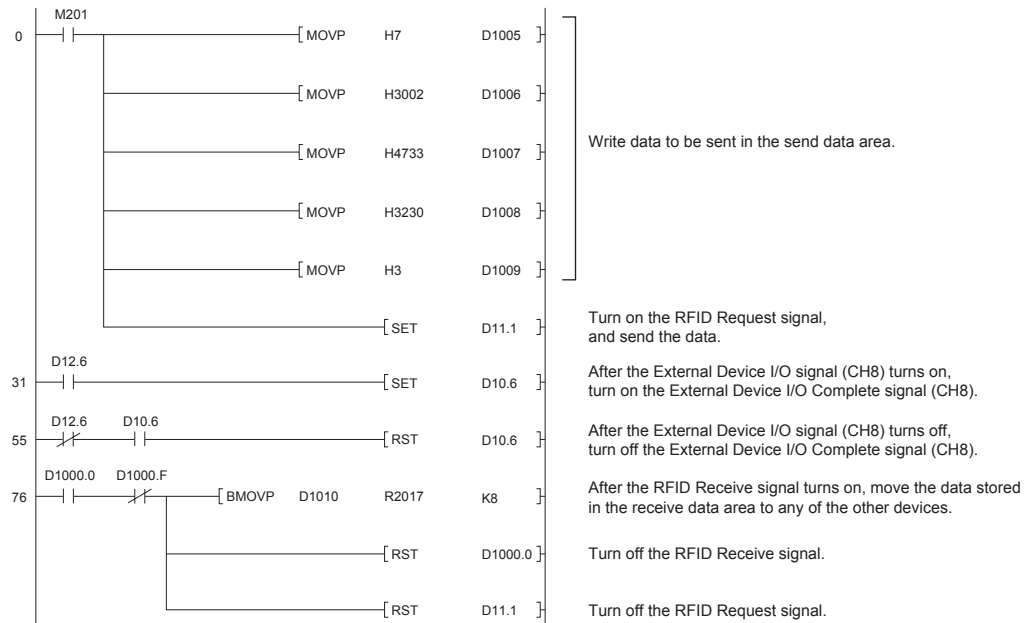 M201
0 MOVP H7 D1005
MOVP H3002 D1006
MOVP H4733 D1007
MOVP H3230 D1008
MOVP H3 D1009
Write data to be sent in the send data area.
SET D11.1
Turn on the RFID Request signal,
and send the data.
D12.6
31 SET D10.6
After the External Device I/O signal (CH8) turns on,
turn on the External Device I/O Complete signal (CH8).
D12.6 D10.6
55 RST D10.6
After the External Device I/O signal (CH8) turns off,
turn off the External Device I/O Complete signal (CH8).
D1000.0 D1000.F
76 BMOVP D1010 R2017 K8
After the RFID Receive signal turns on, move the data stored
in the receive data area to any of the other devices.
RST D1000.0
Turn off the RFID Receive signal.
RST D11.1
Turn off the RFID Request signal.